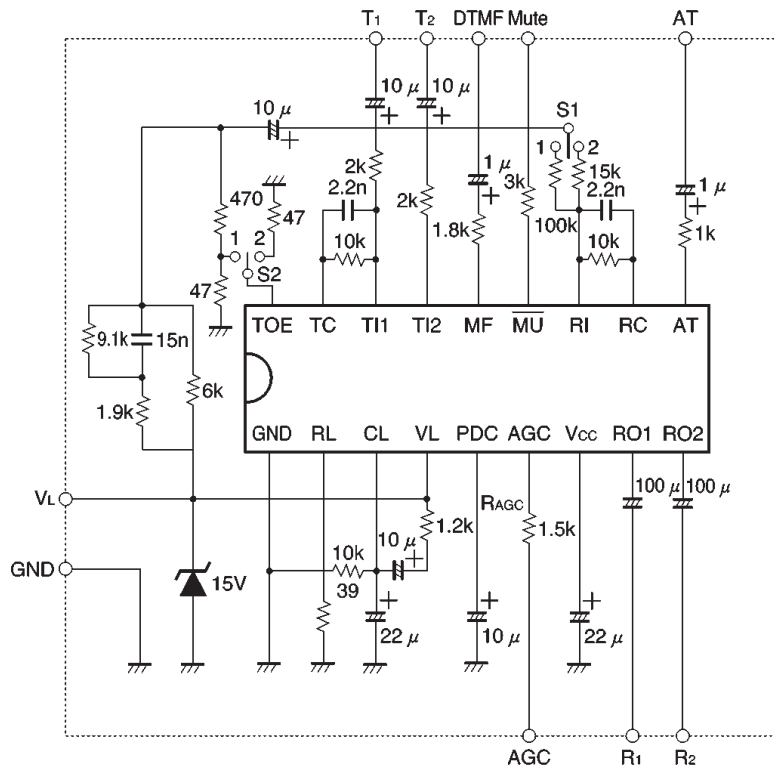 T1 T2 DTMF Mute AT
10 μ 10 μ
10 μ S1
1 2
2k 1 μ 3k 15k 1 μ
2.2n 2.2n
470 47 2k 1.8k 100k 1k
1 2 10k 10k
S2
47
TOE TC TI1 TI2 MF MU RI RC AT
9.1k 15n
6k
1.9k
GND RL CL VL PDC AGC VCC RO1 RO2
VL
100 μ 100 μ
RAGC
1.2k 1.5k
10 μ
10k
GND
15V 39
22 μ 10 μ 22 μ
AGC R1 R2